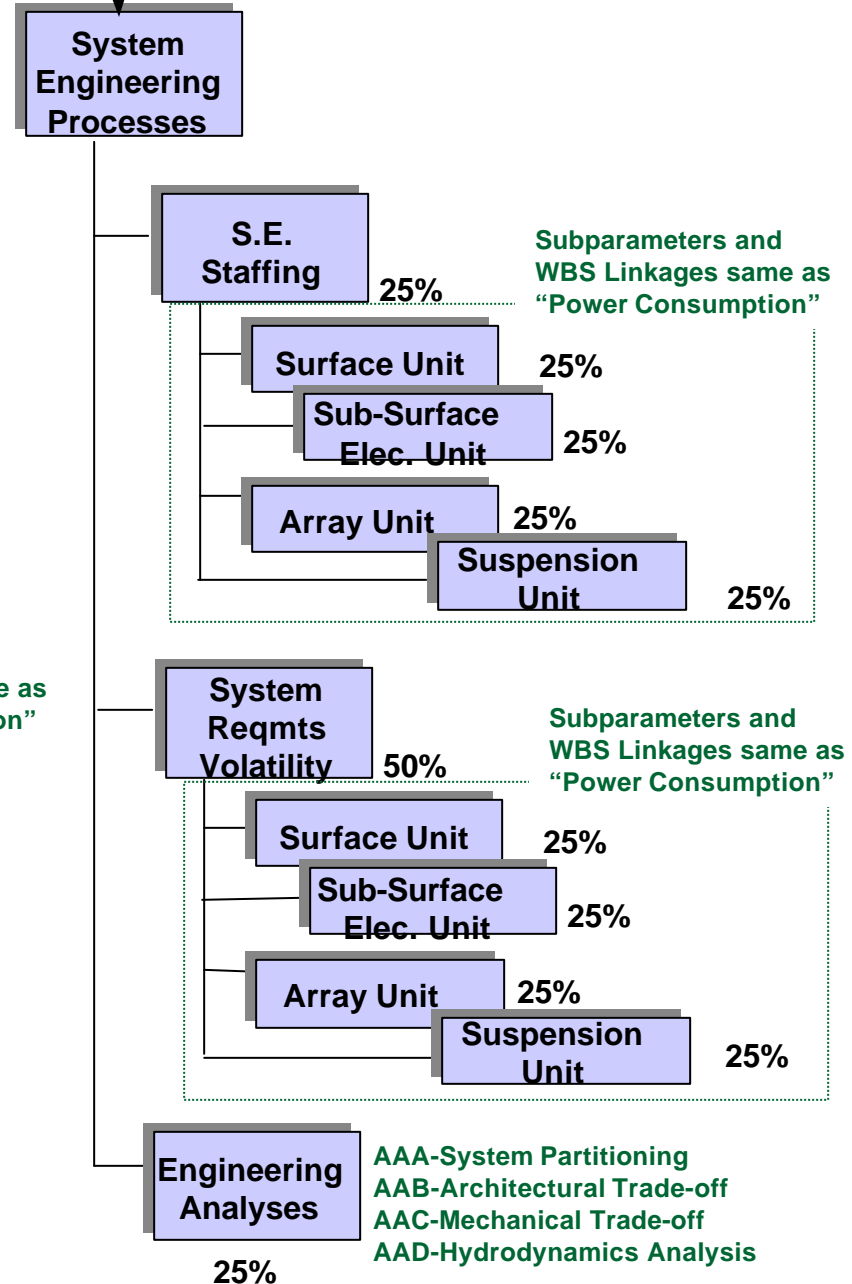 System
Engineering
Processes
S.E.
Staffing
25%
Subparameters and
WBS Linkages same as
“Power Consumption”
Surface Unit
25%
Sub-Surface
Elec. Unit
25%
Array Unit
25%
Suspension
Unit
25%
e as
on”
System
Reqmts
Volatility
50%
Subparameters and
WBS Linkages same as
“Power Consumption”
Surface Unit
25%
Sub-Surface
Elec. Unit
25%
Array Unit
25%
Suspension
Unit
25%
Engineering
Analyses
25%
AAA-System Partitioning
AAB-Architectural Trade-off
AAC-Mechanical Trade-off
AAD-Hydrodynamics Analysis